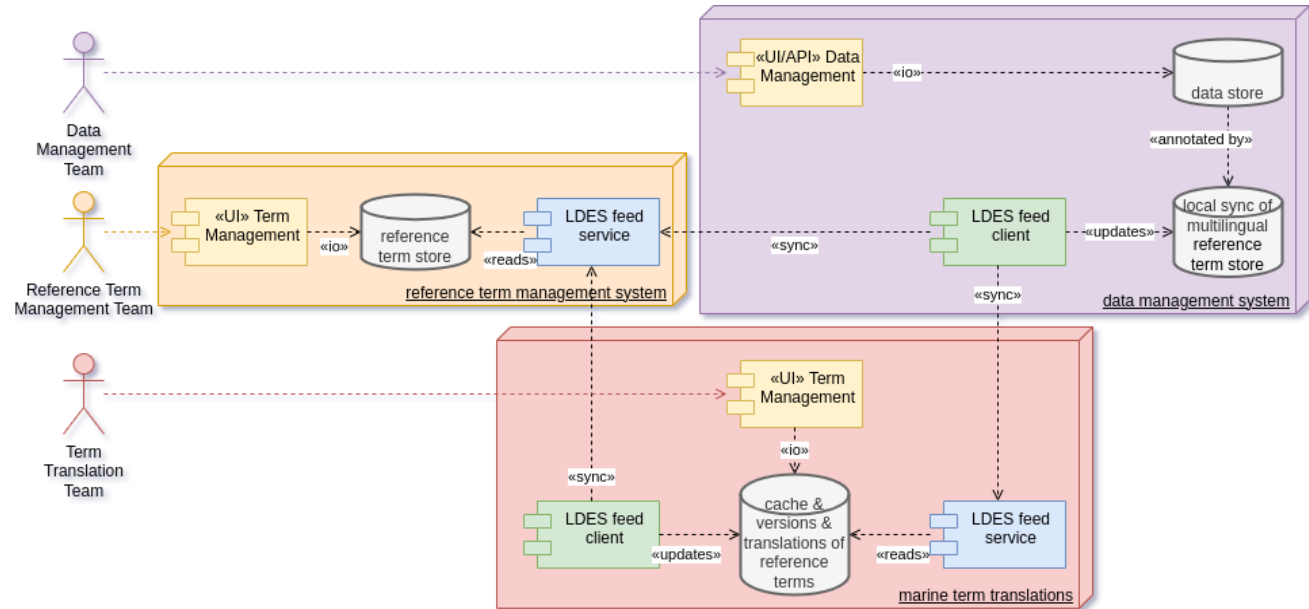 Data
Management
Team
«UI/API» Data
Management
«io»
data store
«annotated by»
Reference Term
Management Team
«UI» Term
Management
«io»
reference
term store
«reads»
LDES feed
service
reference term management system
«sync»
LDES feed
client
«updates»
local sync of
multilingual
reference
term store
«sync»
data management system
Term
Translation
Team
«UI» Term
Management
«io»
«sync»
LDES feed
client
«updates»
cache &
versions &
translations of
reference
terms
«reads»
LDES feed
service
marine term translations